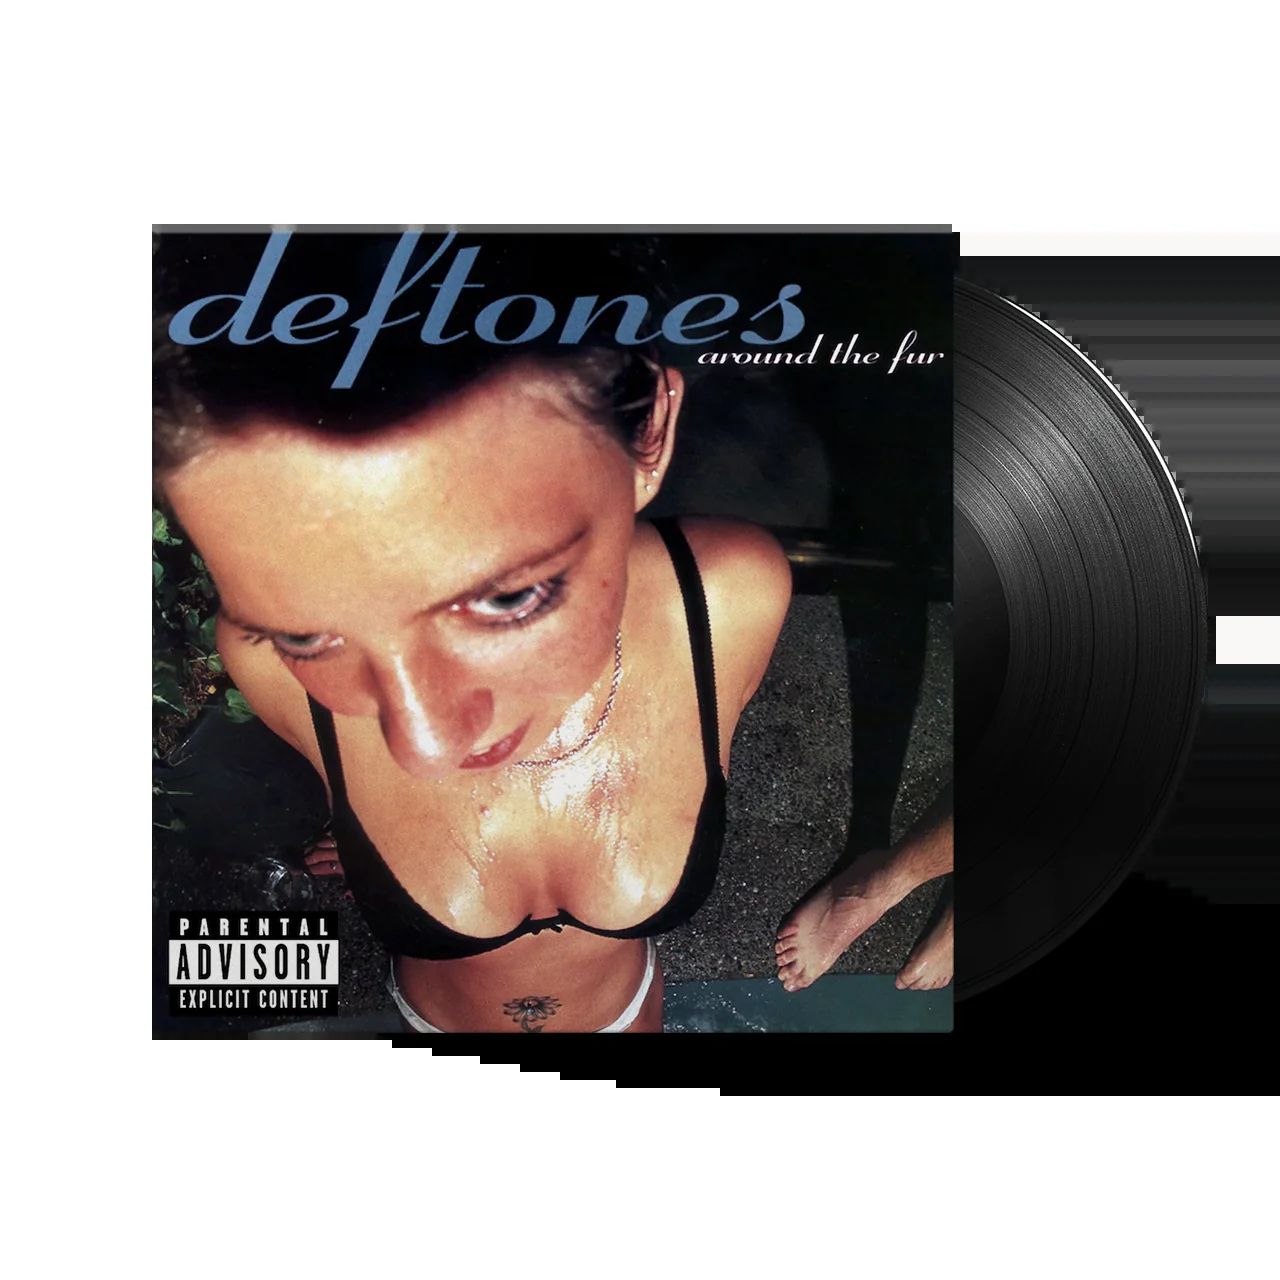 deftones
around the fur
PARENTAL
ADVISORY
EXPLICIT CONTENT